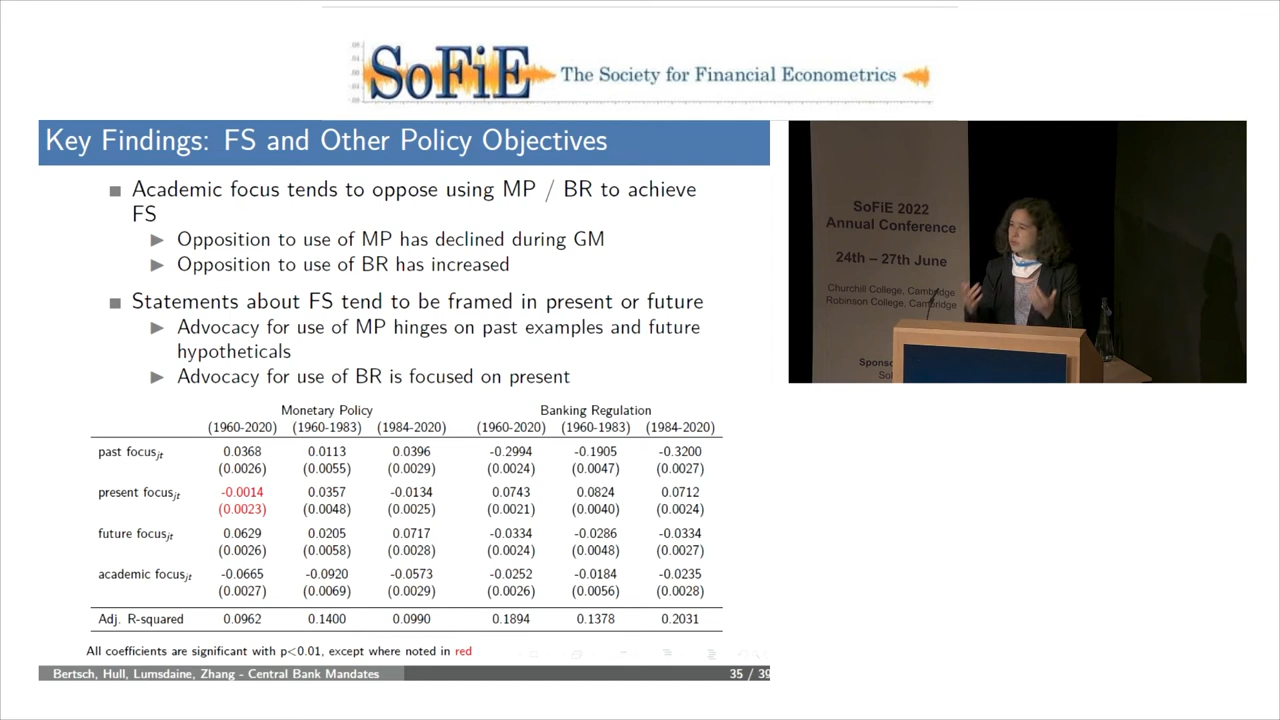 SoFiE The Society for Financial Econometrics
Key Findings: FS and Other Policy Objectives
Academic focus tends to oppose using MP / BR to achieve
FS
Opposition to use of MP has declined during GM
Opposition to use of BR has increased
Statements about FS tend to be framed in present or future
Advocacy for use of MP hinges on past examples and future
hypotheticals
Advocacy for use of BR is focused on present
Monetary Policy Banking Regulation
(1960-2020) (1960-1983) (1984-2020) (1960-2020) (1960-1983) (1984-2020)
past focusjt 0.0368 0.0113 0.0396 -0.2994 -0.1905 -0.3200
(0.0026) (0.0055) (0.0029) (0.0024) (0.0047) (0.0027)
present focusjt -0.0014 0.0357 -0.0134 0.0743 0.0824 0.0712
(0.0023) (0.0048) (0.0025) (0.0021) (0.0040) (0.0024)
future focusjt 0.0629 0.0205 0.0717 -0.0334 -0.0286 -0.0334
(0.0026) (0.0058) (0.0028) (0.0024) (0.0048) (0.0027)
academic focusjt -0.0665 -0.0920 -0.0573 -0.0252 -0.0184 -0.0235
(0.0027) (0.0069) (0.0029) (0.0026) (0.0056) (0.0028)
Adj. R-squared 0.0962 0.1400 0.0990 0.1894 0.1378 0.2031
All coefficients are significant with p<0.01, except where noted in red
Bertsch, Hull, Lumsdaine, Zhang - Central Bank Mandates 35 / 39
SoFiE 2022
Annual Conference
24th – 27th June
Churchill College, Cambridge
Robinson College, Cambridge
Spons
So